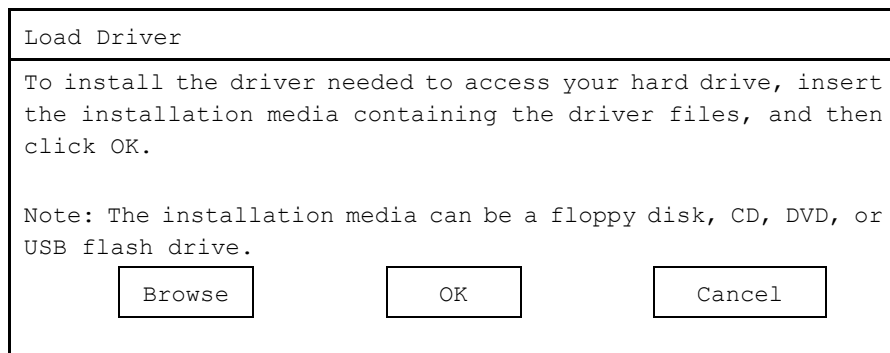 Load Driver
To install the driver needed to access your hard drive, insert
the installation media containing the driver files, and then
click OK.
Note: The installation media can be a floppy disk, CD, DVD, or
USB flash drive.
Browse OK Cancel